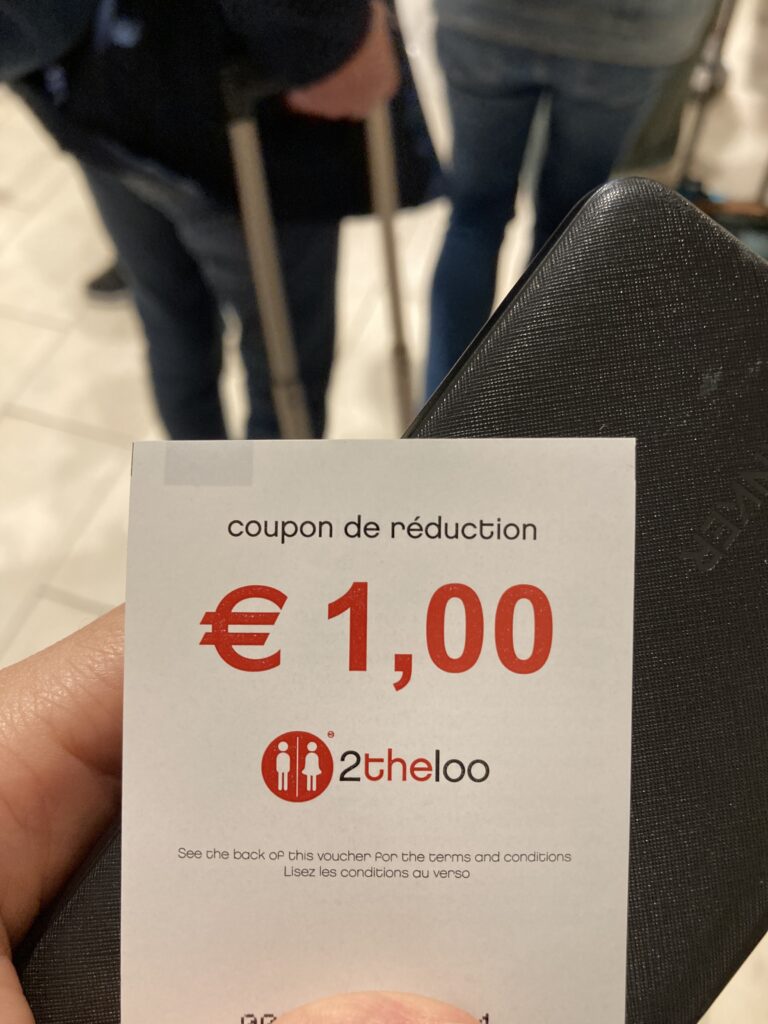 coupon de réduction
€ 1,00
2theloo
See the back of this voucher for the terms and conditions
Lisez les conditions au verso